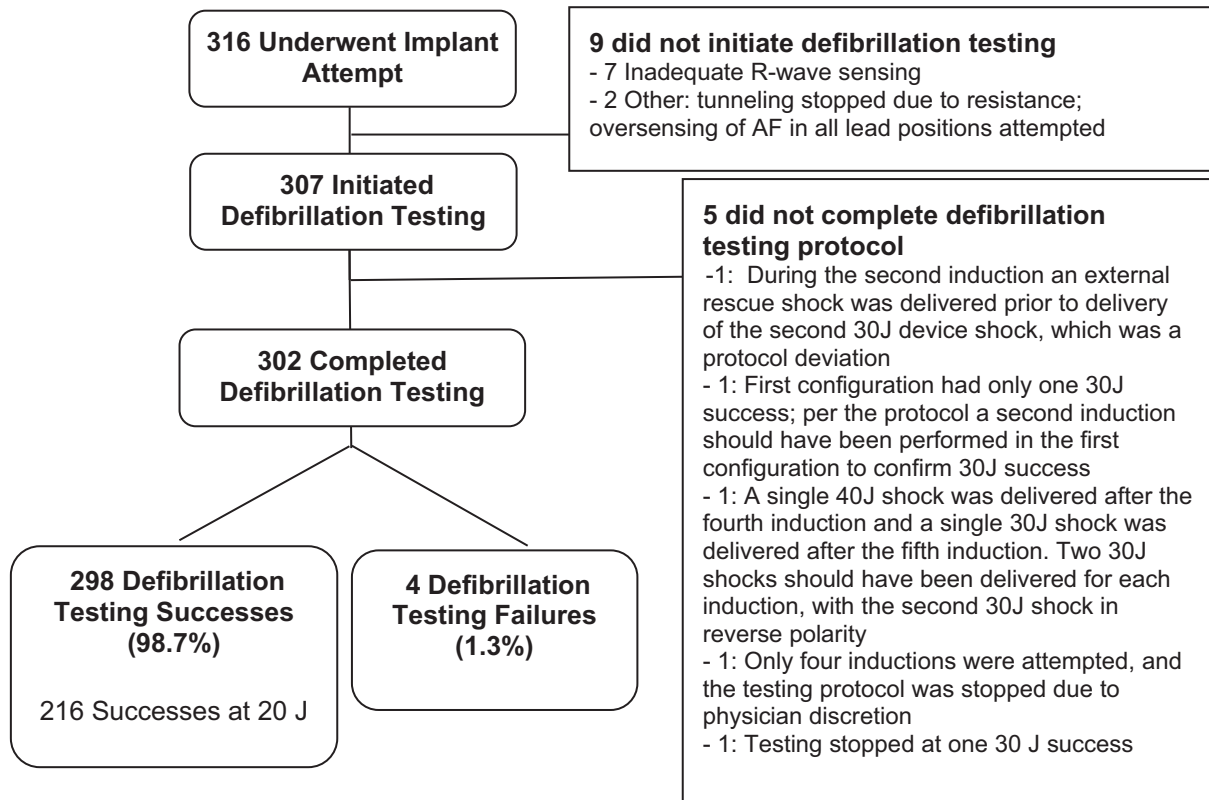 316 Underwent Implant
Attempt
9 did not initiate defibrillation testing
- 7 Inadequate R-wave sensing
- 2 Other: tunneling stopped due to resistance;
oversensing of AF in all lead positions attempted
307 Initiated
Defibrillation Testing
5 did not complete defibrillation
testing protocol
-1:  During the second induction an external
rescue shock was delivered prior to delivery
of the second 30J device shock, which was a
protocol deviation
- 1: First configuration had only one 30J
success; per the protocol a second induction
should have been performed in the first
configuration to confirm 30J success
- 1: A single 40J shock was delivered after the
fourth induction and a single 30J shock was
delivered after the fifth induction. Two 30J
shocks should have been delivered for each
induction, with the second 30J shock in
reverse polarity
- 1: Only four inductions were attempted, and
the testing protocol was stopped due to
physician discretion
- 1: Testing stopped at one 30 J success
302 Completed
Defibrillation Testing
298 Defibrillation
Testing Successes
(98.7%)
216 Successes at 20 J
4 Defibrillation
Testing Failures
(1.3%)